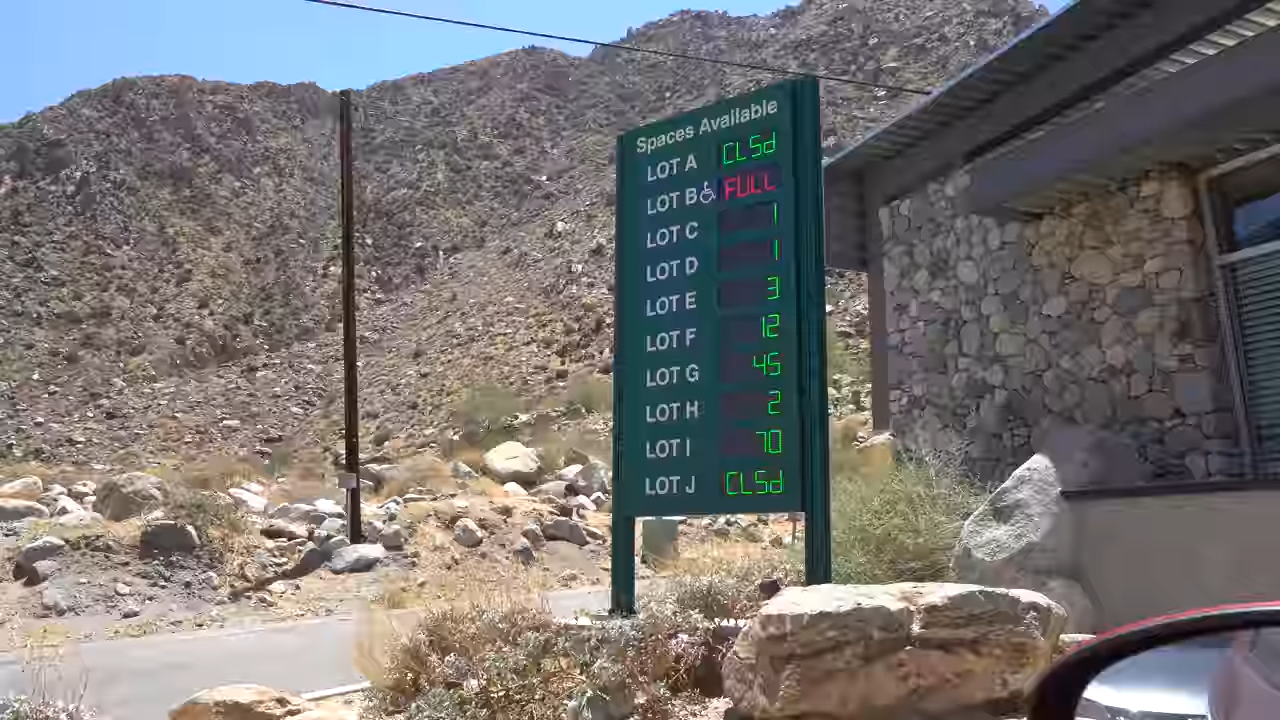 Spaces Available
LOT A CLSd
LOT B FULL
LOT C 1
LOT D 1
LOT E 3
LOT F 12
LOT G 45
LOT H 2
LOT I 70
LOT J CLSd